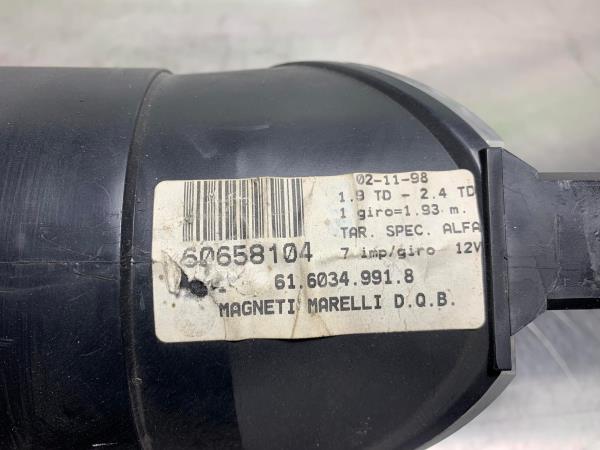 02-11-98
1.9 TD - 2.4 TD
1 giro=1.93 m.
TAR. SPEC. ALFA
60658104 7 imp/giro 12V
61.6034.991.8
MAGNETI MARELLI D.Q.B.